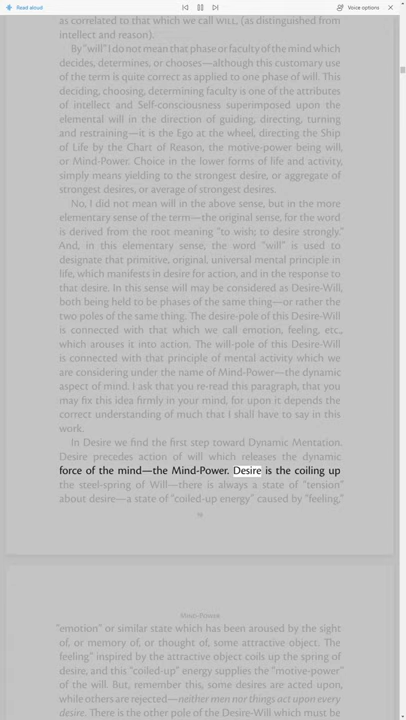 Read aloud
Voice options
as correlated to that which we call WILL, (as distinguished from
intellect and reason).
By "will" I do not mean that phase or faculty of the mind which
decides, determines, or chooses—although this customary use
of the term is quite correct as applied to one phase of will. This
deciding, choosing, determining faculty is one of the attributes
of intellect and Self-consciousness superimposed upon the
elemental will in the direction of guiding, directing, turning
and restraining—it is the Ego at the wheel, directing the Ship
of Life by the Chart of Reason, the motive-power being will,
or Mind-Power. Choice in the lower forms of life and activity,
simply means yielding to the strongest desire, or aggregate of
strongest desires, or average of strongest desires.
No, I did not mean will in the above sense, but in the more
elementary sense of the term—the original sense, for the word
is derived from the root meaning "to wish; to desire strongly."
And, in this elementary sense, the word "will" is used to
designate that primitive, original, universal mental principle in
life, which manifests in desire for action, and in the response to
that desire. In this sense will may be considered as Desire-Will,
both being held to be phases of the same thing—or rather the
two poles of the same thing. The desire-pole of this Desire-Will
is connected with that which we call emotion, feeling, etc.,
which arouses it into action. The will-pole of this Desire-Will
is connected with that principle of mental activity which we
are considering under the name of Mind-Power—the dynamic
aspect of mind. I ask that you re-read this paragraph, that you
may fix this idea firmly in your mind, for upon it depends the
correct understanding of much that I shall have to say in this
work.
In Desire we find the first step toward Dynamic Mentation.
Desire precedes action of will which releases the dynamic
force of the mind—the Mind-Power. Desire is the coiling up
the steel-spring of Will—there is always a state of "tension"
about desire—a state of "coiled-up energy" caused by "feeling,"
Mind-Power
"emotion" or similar state which has been aroused by the sight
of, or memory of, or thought of, some attractive object. The
feeling" inspired by the attractive object coils up the spring of
desire, and this "coiled-up" energy supplies the "motive-power"
of the will. But, remember this, some desires are acted upon,
while others are rejected—neither men nor things act upon every
desire. There is the other pole of the Desire-Will which must be